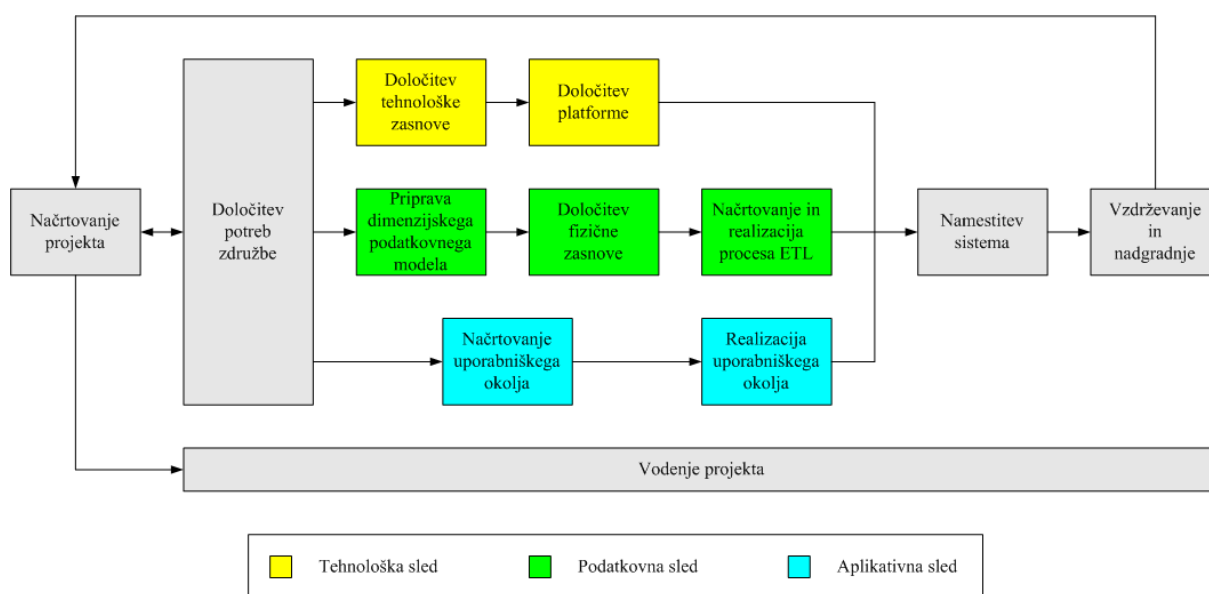 Določitev
tehnološke
zasnove
Določitev
platforme
Načrtovanje
projekta
Določitev
potreb
združbe
Priprava
dimenzijskega
podatkovnega
modela
Določitev
fizične
zasnove
Načrtovanje in
realizacija
procesa ETL
Namestitev
sistema
Vzdrževanje
in
nadgradnje
Načrtovanje
uporabniškega
okolja
Realizacija
uporabniškega
okolja
Vodenje projekta
Tehnološka sled
Podatkovna sled
Aplikativna sled